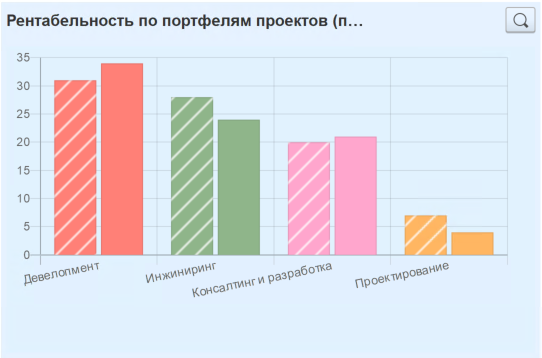 Рентабельность по портфелям проектов (п…
35
30
25
20
15
10
5
0
Девелопмент
Инжиниринг
Консалтинг и разработка
Проектирование